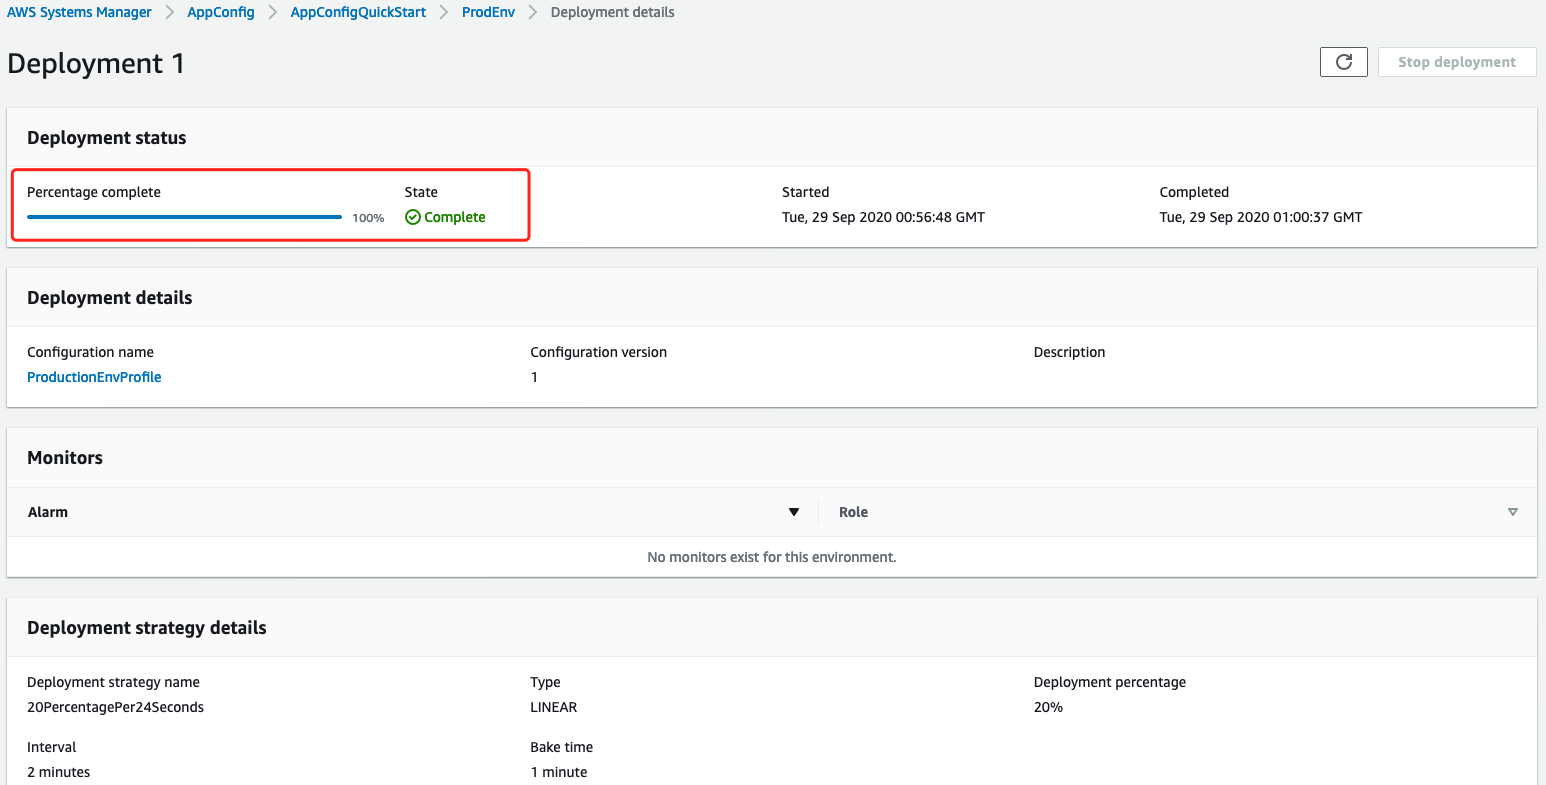 AWS Systems Manager > AppConfig > AppConfigQuickStart > ProdEnv > Deployment details
Deployment 1
Stop deployment
Deployment status
Percentage complete State Started Completed
100% Complete Tue, 29 Sep 2020 00:56:48 GMT Tue, 29 Sep 2020 01:00:37 GMT
Deployment details
Configuration name Configuration version Description
ProductionEnvProfile 1
Monitors
Alarm Role
No monitors exist for this environment.
Deployment strategy details
Deployment strategy name Type Deployment percentage
20PercentagePer24Seconds LINEAR 20%
Interval Bake time
2 minutes 1 minute